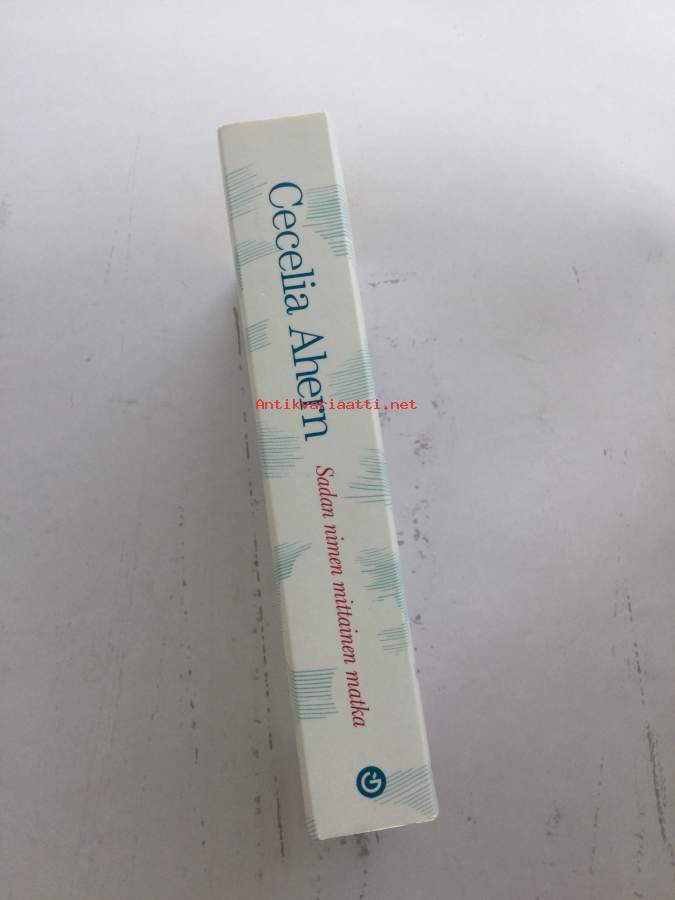 Cecelia Ahern
Sadan nimen mittainen matka
Antikvariaatti.net